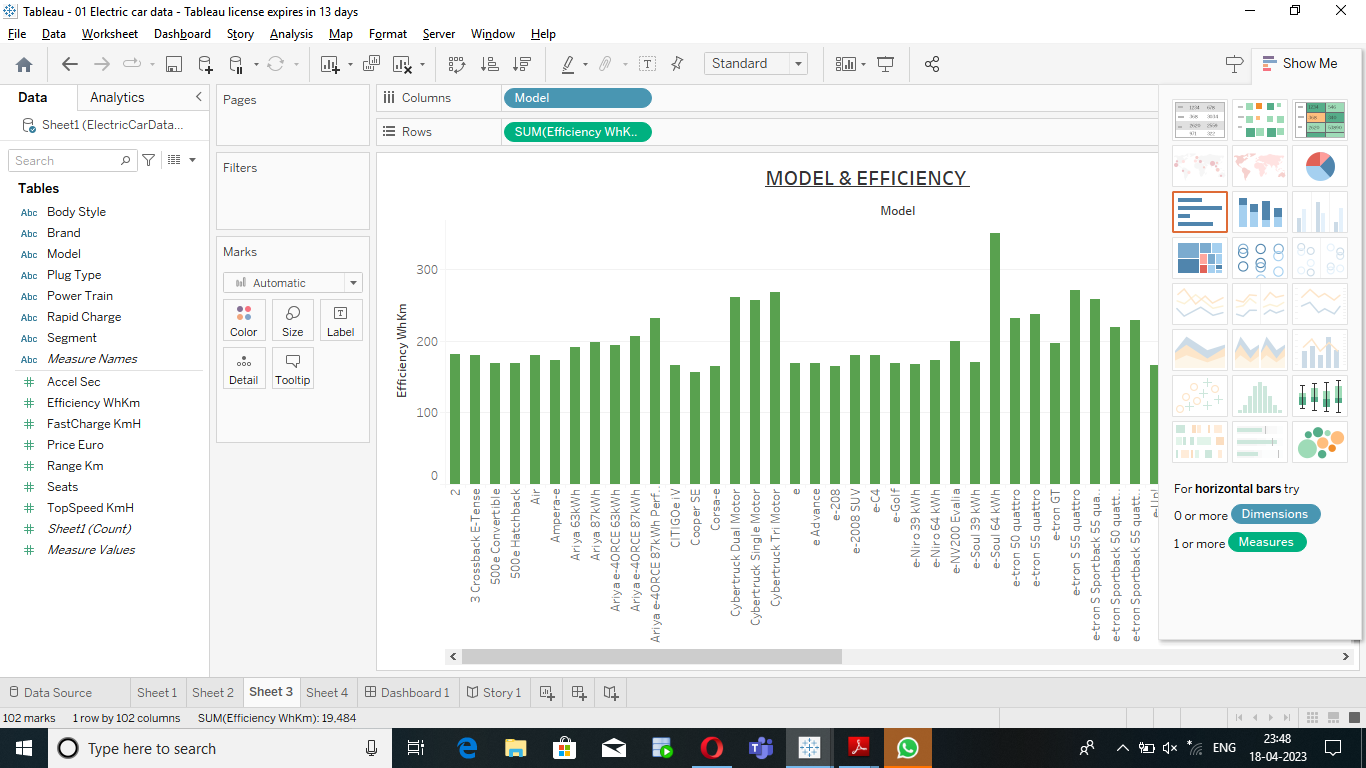 Tableau - 01 Electric car data - Tableau license expires in 13 days
File Data Worksheet Dashboard Story Analysis Map Format Server Window Help
Standard
Show Me
Data Analytics
Sheet1 (ElectricCarData...
Search
Tables
Abc Body Style
Abc Brand
Abc Model
Abc Plug Type
Abc Power Train
Abc Rapid Charge
Abc Segment
Abc Measure Names
Accel Sec
Efficiency WhKm
FastCharge KmH
Price Euro
Range Km
Seats
TopSpeed KmH
Sheet1 (Count)
Measure Values
Pages
Filters
Marks
Automatic
Color Size Label
Detail Tooltip
Columns Model
Rows SUM(Efficiency WhK..
MODEL & EFFICIENCY
Model
Efficiency WhKm
300
200
100
0
2
3 Crossback E-Tense
500e Convertible
500e Hatchback
Air
Ampera-e
Ariya 63kWh
Ariya 87kWh
Ariya e-4ORCE 63kWh
Ariya e-4ORCE 87kWh
Ariya e-4ORCE 87kWh Perf..
CITIGOe iV
Cooper SE
Corsa-e
Cybertruck Dual Motor
Cybertruck Single Motor
Cybertruck Tri Motor
e
e Advance
e-208
e-2008 SUV
e-C4
e-Golf
e-Niro 39 kWh
e-Niro 64 kWh
e-NV200 Evalia
e-Soul 39 kWh
e-Soul 64 kWh
e-tron 50 quattro
e-tron 55 quattro
e-tron GT
e-tron S 55 quattro
e-tron S Sportback 55 qua..
e-tron Sportback 50 quatt..
e-tron Sportback 55 quatt..
For horizontal bars try
0 or more Dimensions
1 or more Measures
Data Source Sheet 1 Sheet 2 Sheet 3 Sheet 4 Dashboard 1 Story 1
102 marks 1 row by 102 columns SUM(Efficiency WhKm): 19,484
Type here to search
ENG
23:48
18-04-2023